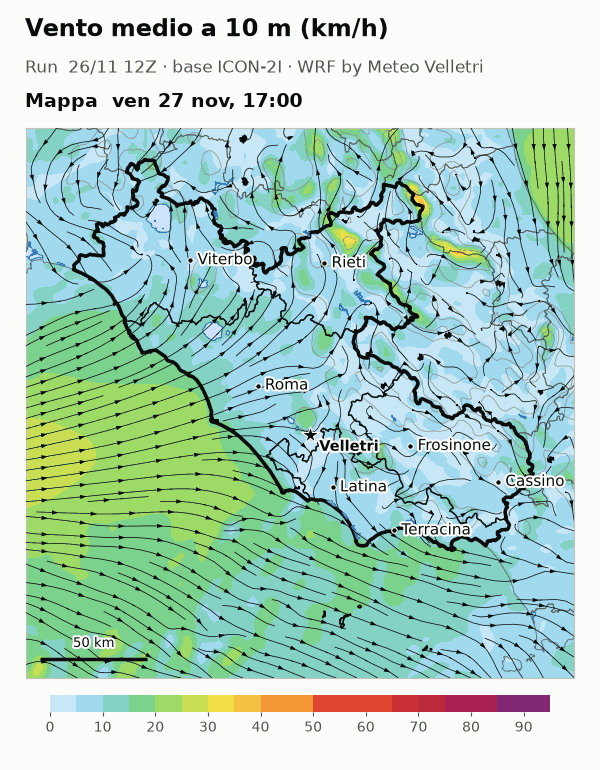 Vento medio a 10 m (km/h)
Run  26/11 12Z · base ICON-2I · WRF by Meteo Velletri
Mappa  ven 27 nov, 17:00
Viterbo
Rieti
Roma
Velletri
Frosinone
Latina
Cassino
Terracina
50 km
0 10 20 30 40 50 60 70 80 90